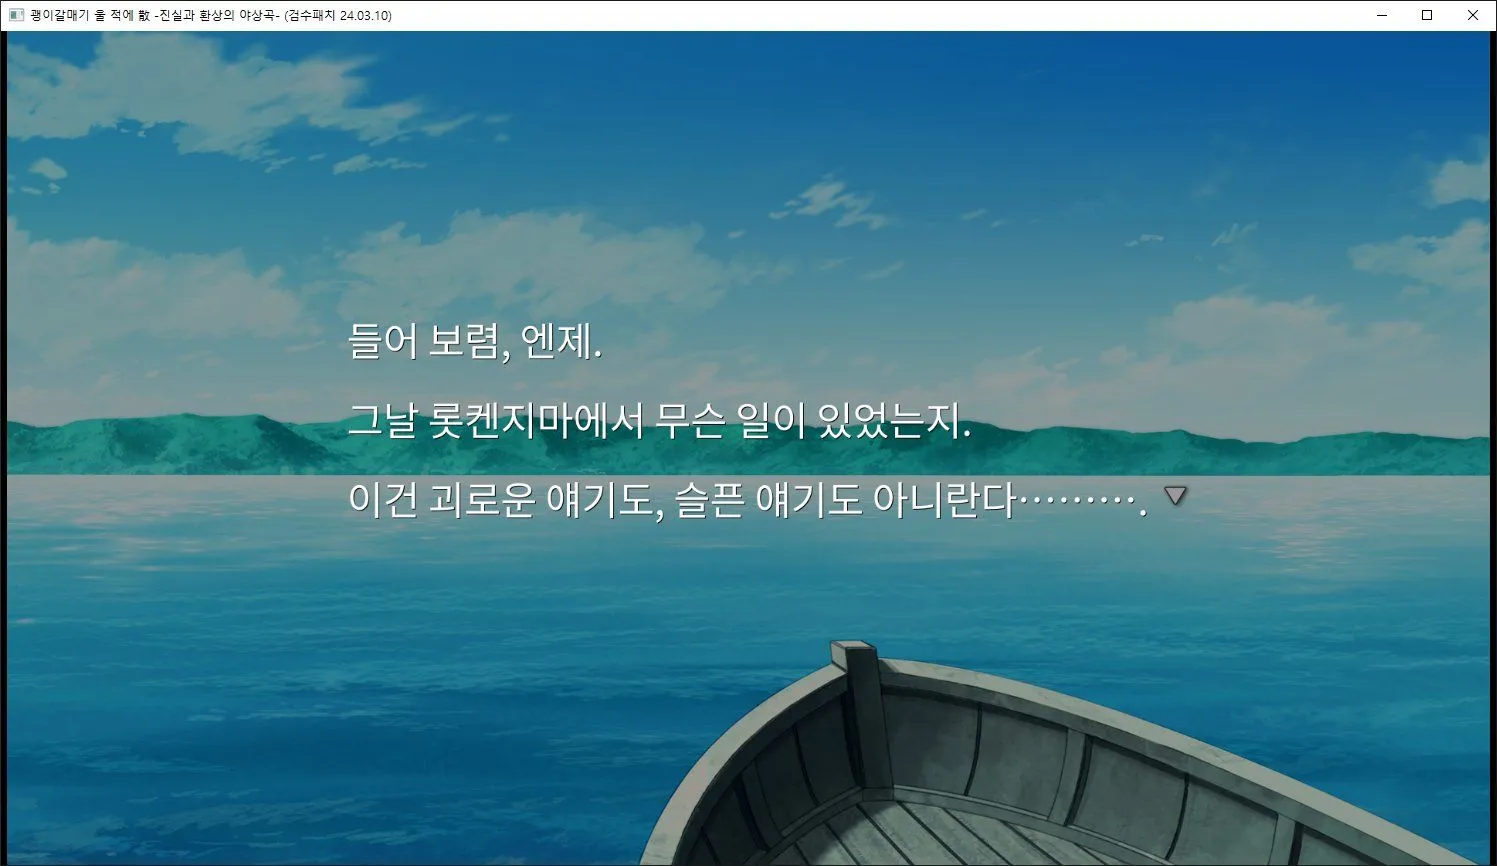 괭이갈매기 울 적에 散 -진실과 환상의 야상곡- (검수패치 24.03.10)
들어 보렴, 엔제.
그날 롯켄지마에서 무슨 일이 있었는지.
이건 괴로운 얘기도, 슬픈 얘기도 아니란다……….